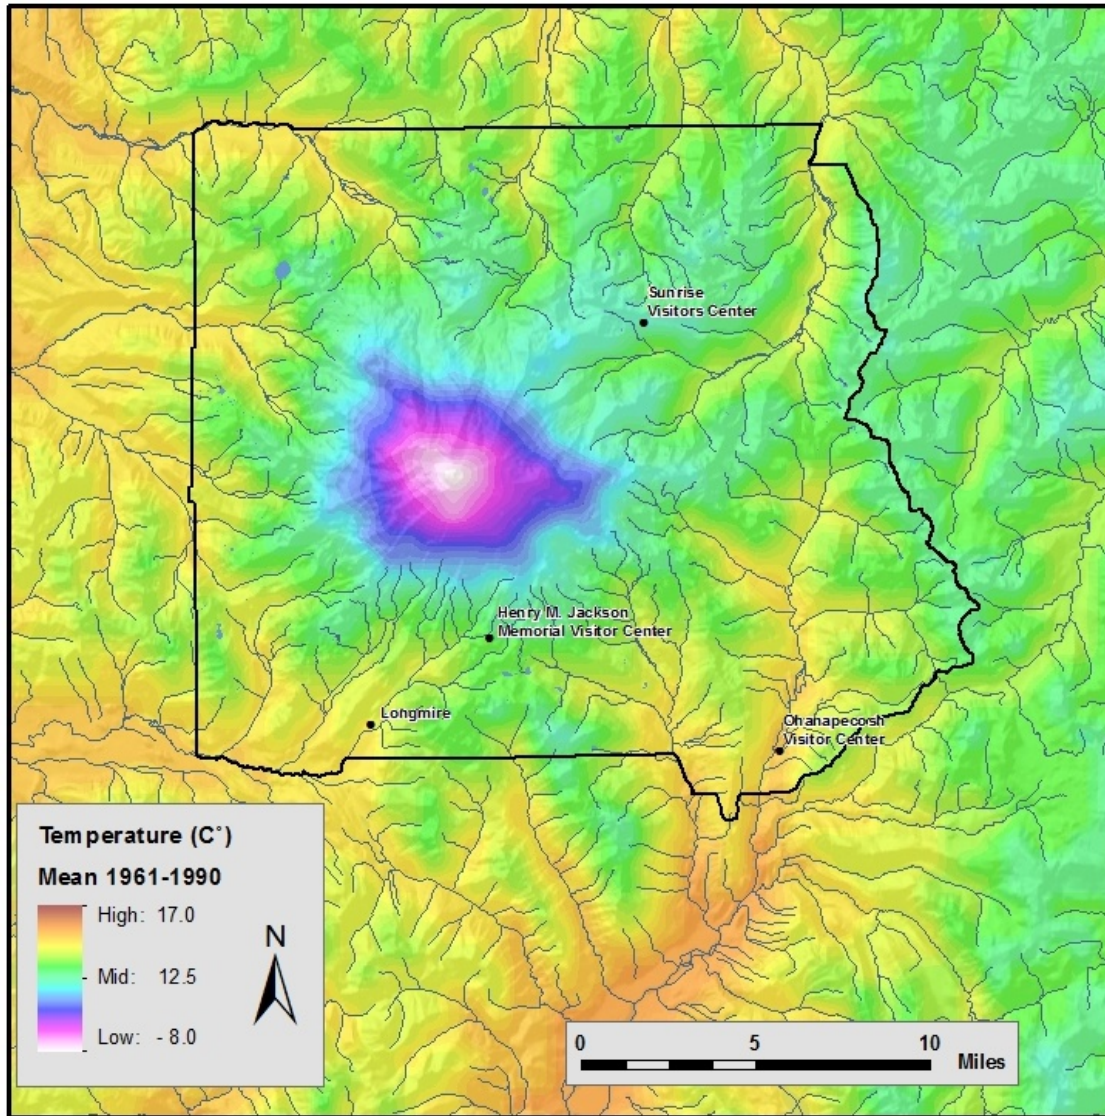 Sunrise
Visitors Center
Henry M. Jackson
Memorial Visitor Center
Longmire
Ohanapecosh
Visitor Center
Temperature (C˚)
Mean 1961-1990
High: 17.0
Mid: 12.5
Low: - 8.0
N
0 5 10
Miles